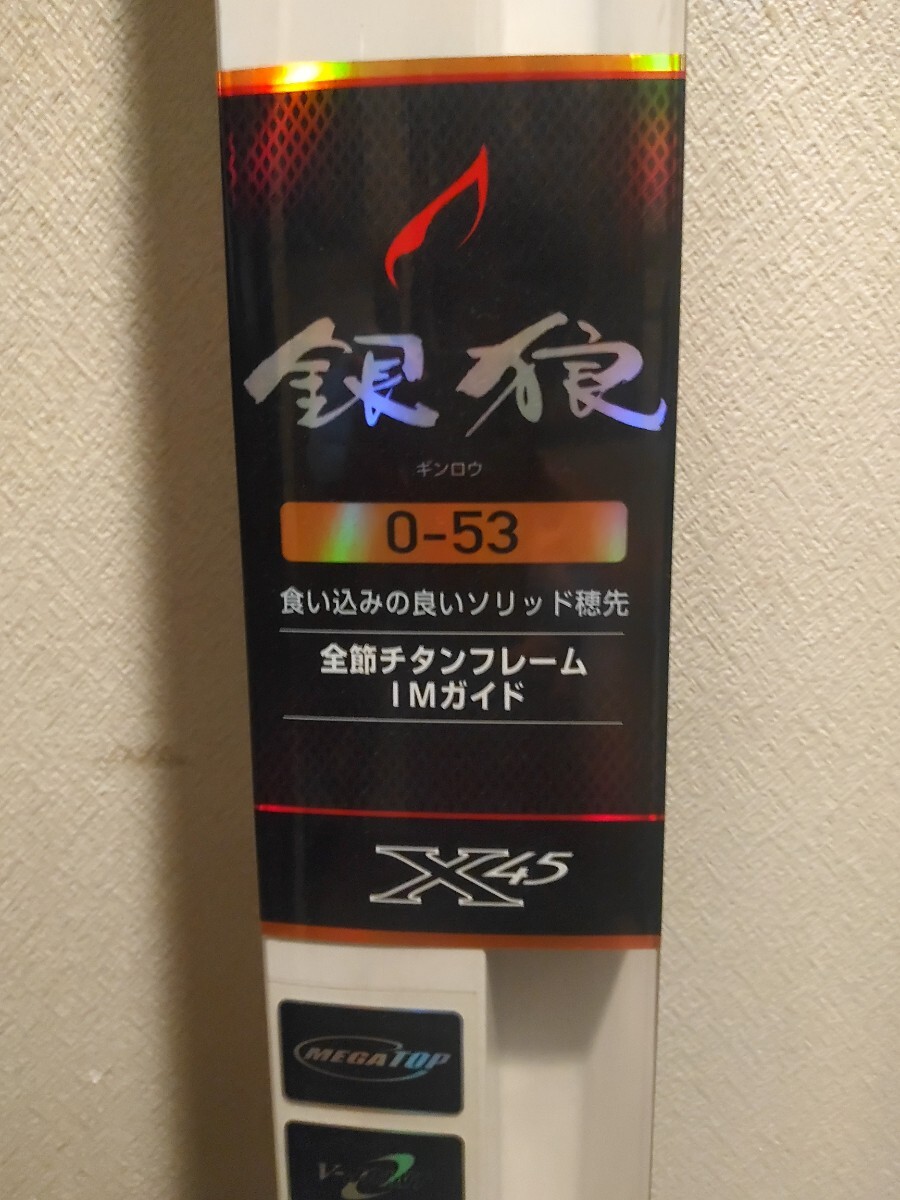 銀狼
ギンロウ
0-53
食い込みの良いソリッド穂先
全節チタンフレーム
IMガイド
X45
MEGATOP
V-